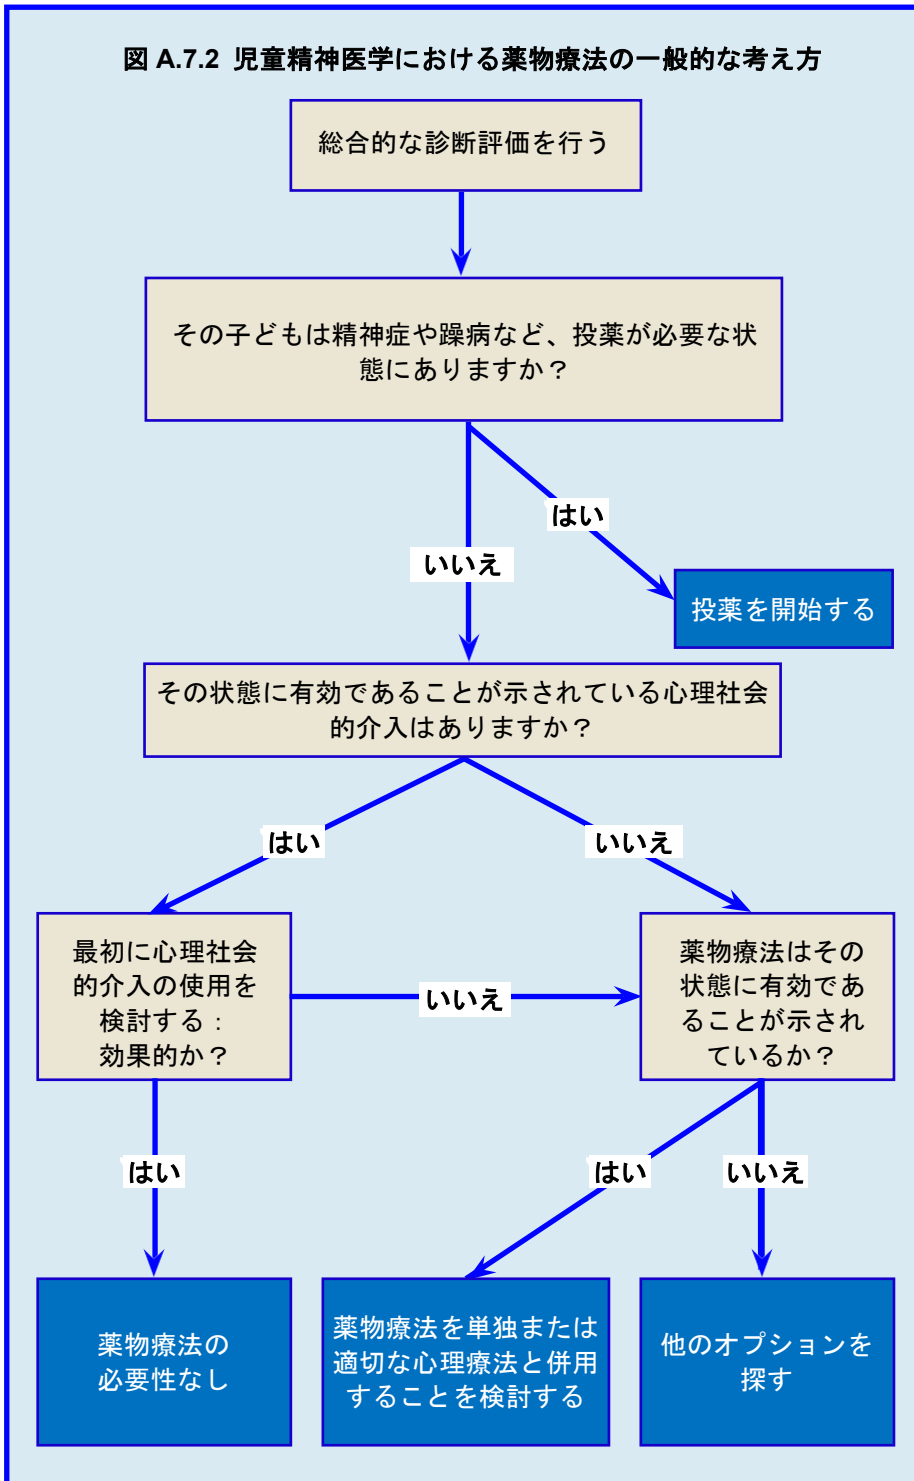 図 A.7.2 児童精神医学における薬物療法の一般的な考え方
総合的な診断評価を行う
その子どもは精神症や躁病など、投薬が必要な状
態にありますか？
はい
いいえ
投薬を開始する
その状態に有効であることが示されている心理社会
的介入はありますか？
はい
いいえ
最初に心理社会
的介入の使用を
検討する：
効果的か？
いいえ
薬物療法はその
状態に有効であ
ることが示され
ているか？
はい
はい
いいえ
薬物療法の
必要性なし
薬物療法を単独または
適切な心理療法と併用
することを検討する
他のオプションを
探す